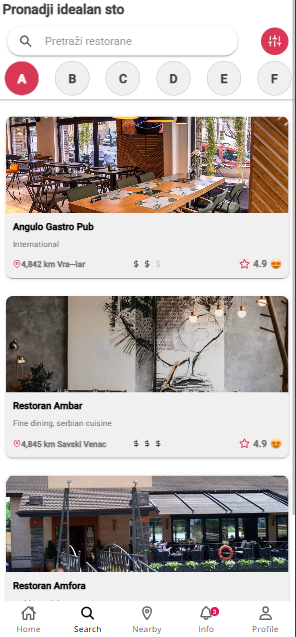 Pronadji idealan sto
Pretraži restorane
A B C D E F
Angulo Gastro Pub
International
4,842 km Vra–lar $ $ $ 4.9
Restoran Ambar
Fine dining, serbian cuisine
4,845 km Savski Venac $ $ $ 4.9
Restoran Amfora
3
Home Search Nearby Info Profile